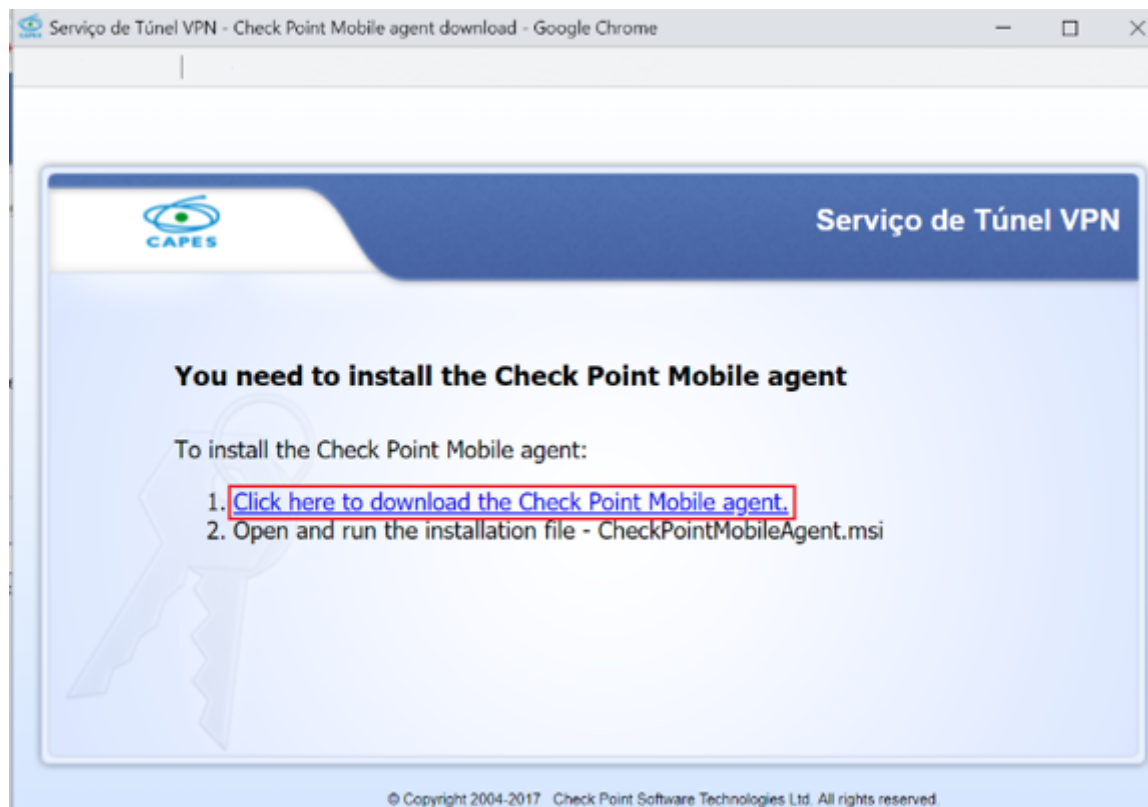 Serviço de Túnel VPN - Check Point Mobile agent download - Google Chrome
CAPES
Serviço de Túnel VPN
You need to install the Check Point Mobile agent
To install the Check Point Mobile agent:
1. Click here to download the Check Point Mobile agent.
2. Open and run the installation file - CheckPointMobileAgent.msi
© Copyright 2004-2017 Check Point Software Technologies Ltd. All rights reserved.